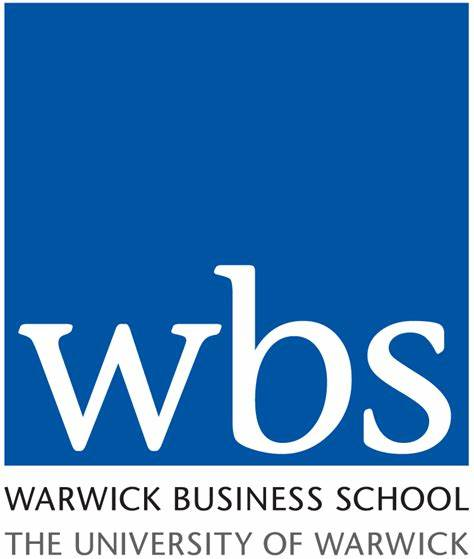 wbs
WARWICK BUSINESS SCHOOL
THE UNIVERSITY OF WARWICK